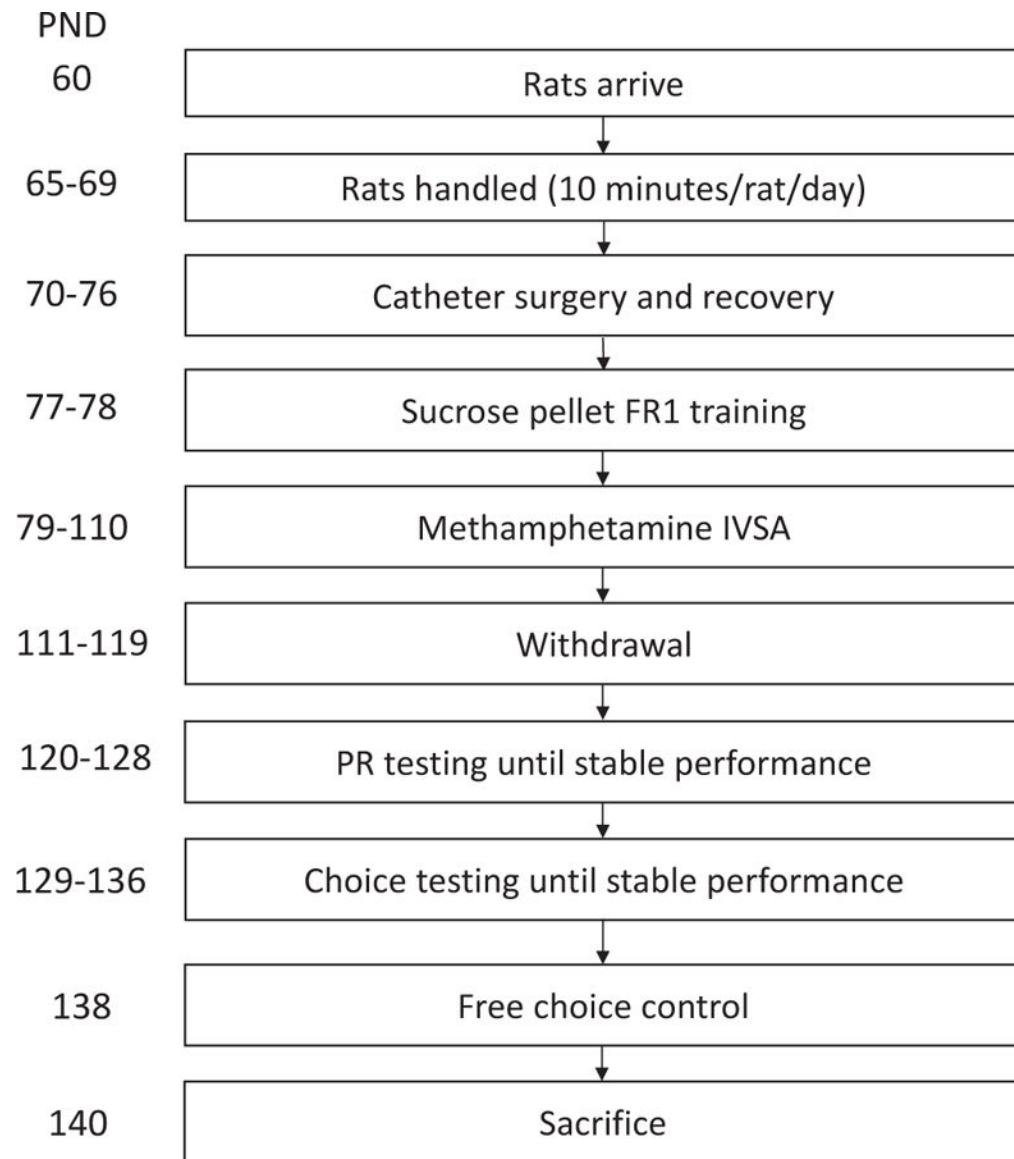 PND
60
Rats arrive
65-69
Rats handled (10 minutes/rat/day)
70-76
Catheter surgery and recovery
77-78
Sucrose pellet FR1 training
79-110
Methamphetamine IVSA
111-119
Withdrawal
120-128
PR testing until stable performance
129-136
Choice testing until stable performance
138
Free choice control
140
Sacrifice